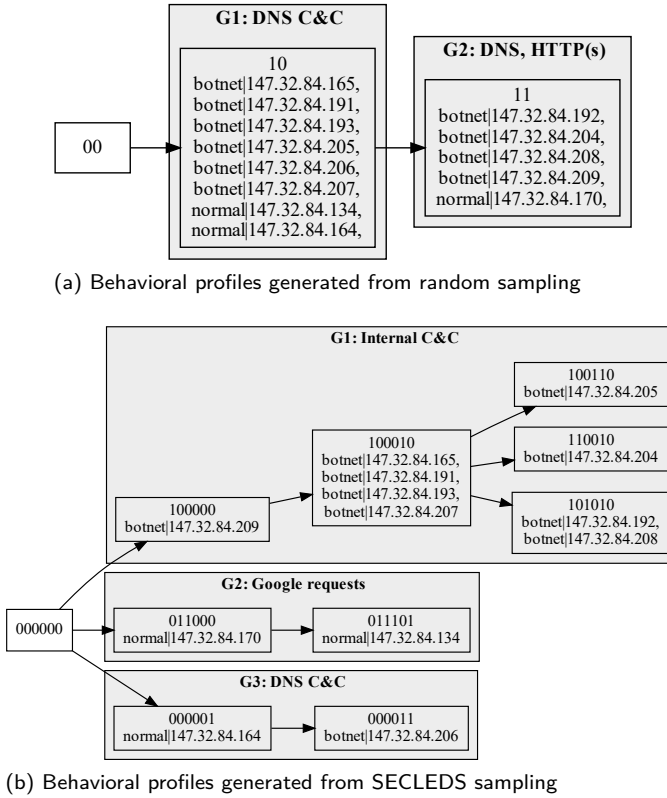 G1: DNS C&C
10
botnet|147.32.84.165,
botnet|147.32.84.191,
botnet|147.32.84.193,
botnet|147.32.84.205,
botnet|147.32.84.206,
botnet|147.32.84.207,
normal|147.32.84.134,
normal|147.32.84.164,
00
G2: DNS, HTTP(s)
11
botnet|147.32.84.192,
botnet|147.32.84.204,
botnet|147.32.84.208,
botnet|147.32.84.209,
normal|147.32.84.170,
(a) Behavioral profiles generated from random sampling
G1: Internal C&C
100110
botnet|147.32.84.205
100010
botnet|147.32.84.165,
botnet|147.32.84.191,
botnet|147.32.84.193,
botnet|147.32.84.207
110010
botnet|147.32.84.204
100000
botnet|147.32.84.209
101010
botnet|147.32.84.192,
botnet|147.32.84.208
G2: Google requests
000000
011000
normal|147.32.84.170
011101
normal|147.32.84.134
G3: DNS C&C
000001
normal|147.32.84.164
000011
botnet|147.32.84.206
(b) Behavioral profiles generated from SECLEDS sampling